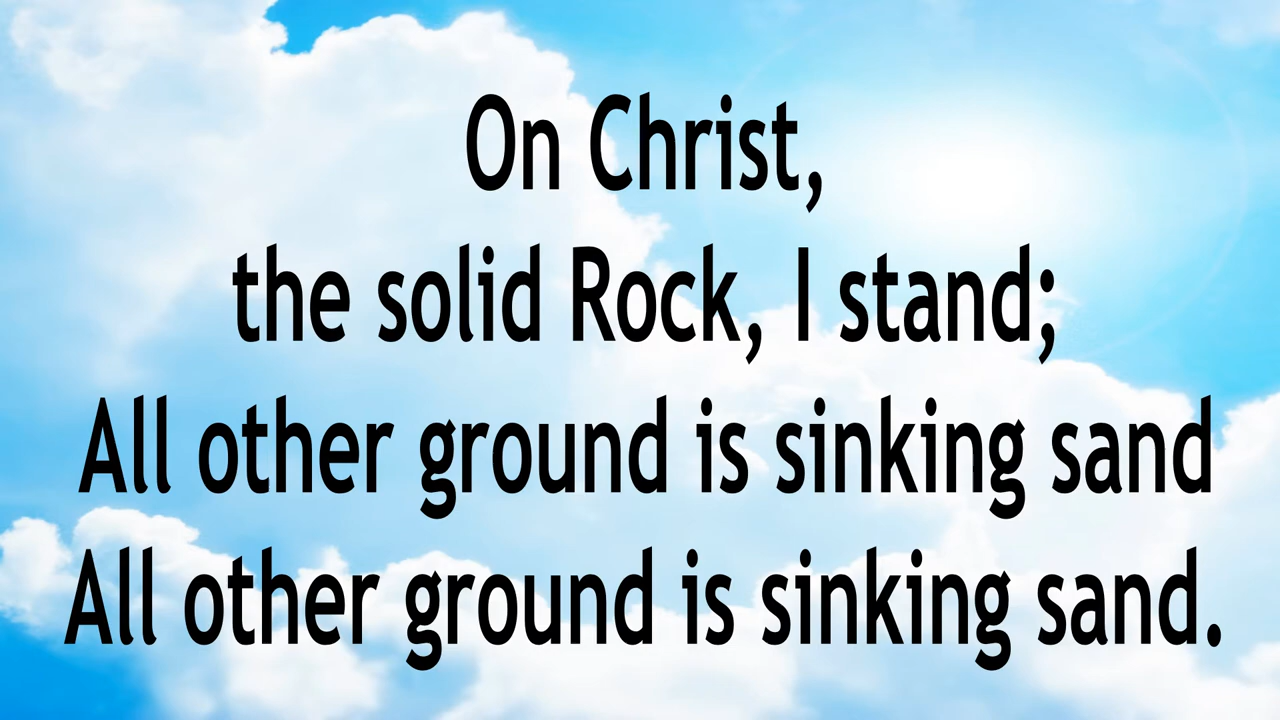 On Christ,
the solid Rock, I stand;
All other ground is sinking sand
All other ground is sinking sand.